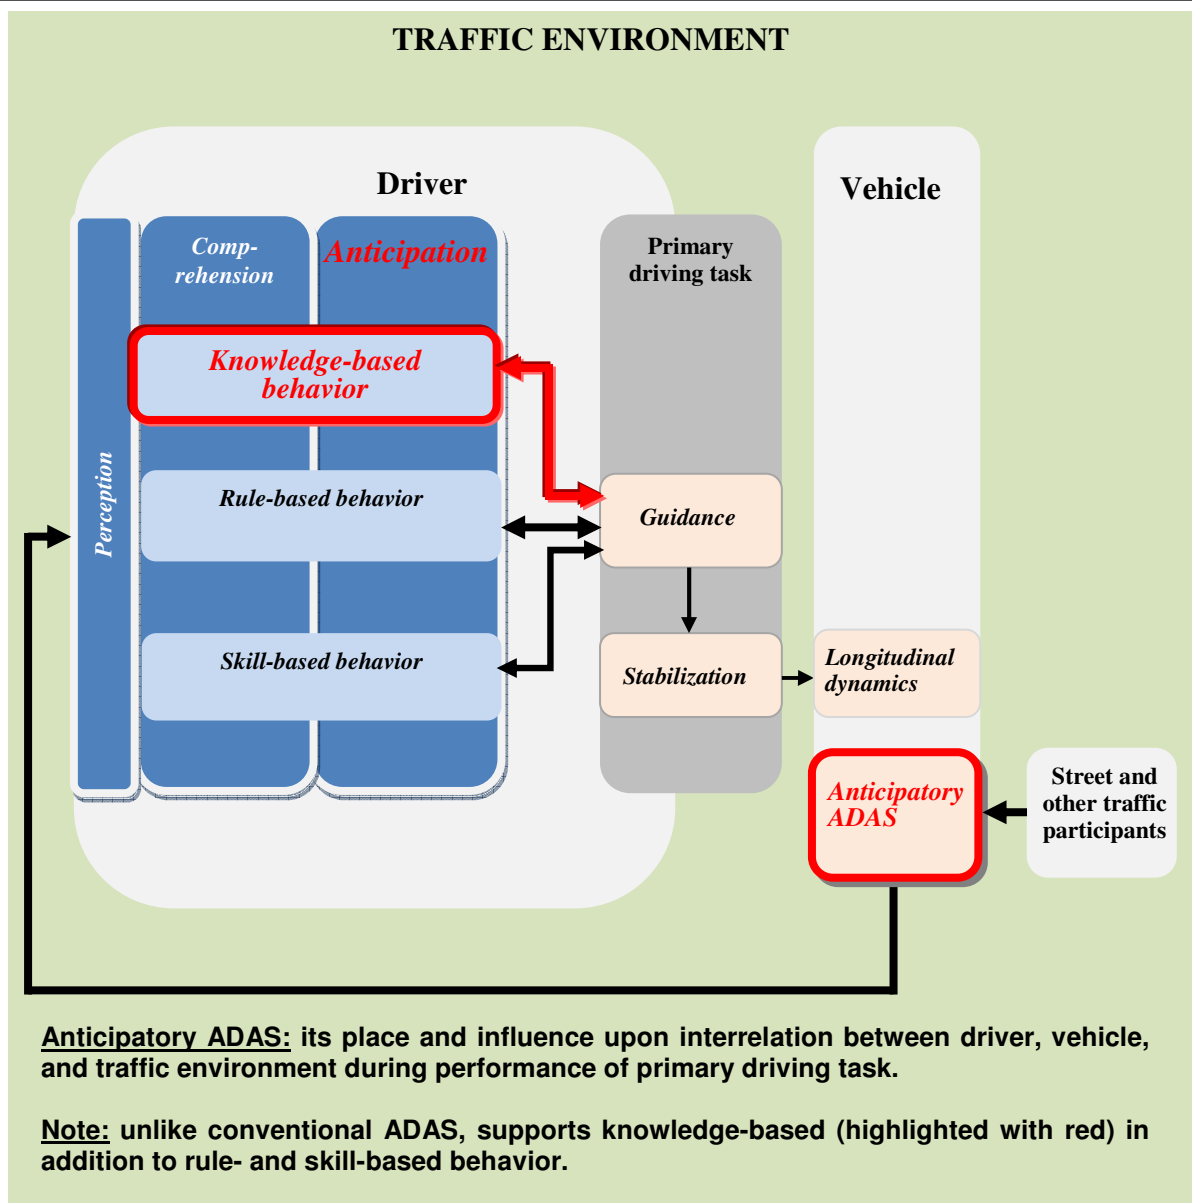 TRAFFIC ENVIRONMENT
Driver
Vehicle
Comp-
rehension
Anticipation
Primary
driving task
Knowledge-based
behavior
Perception
Rule-based behavior
Guidance
Skill-based behavior
Stabilization
Longitudinal
dynamics
Anticipatory
ADAS
Street and
other traffic
participants
Anticipatory ADAS: its place and influence upon interrelation between driver, vehicle,
and traffic environment during performance of primary driving task.
Note: unlike conventional ADAS, supports knowledge-based (highlighted with red) in
addition to rule- and skill-based behavior.